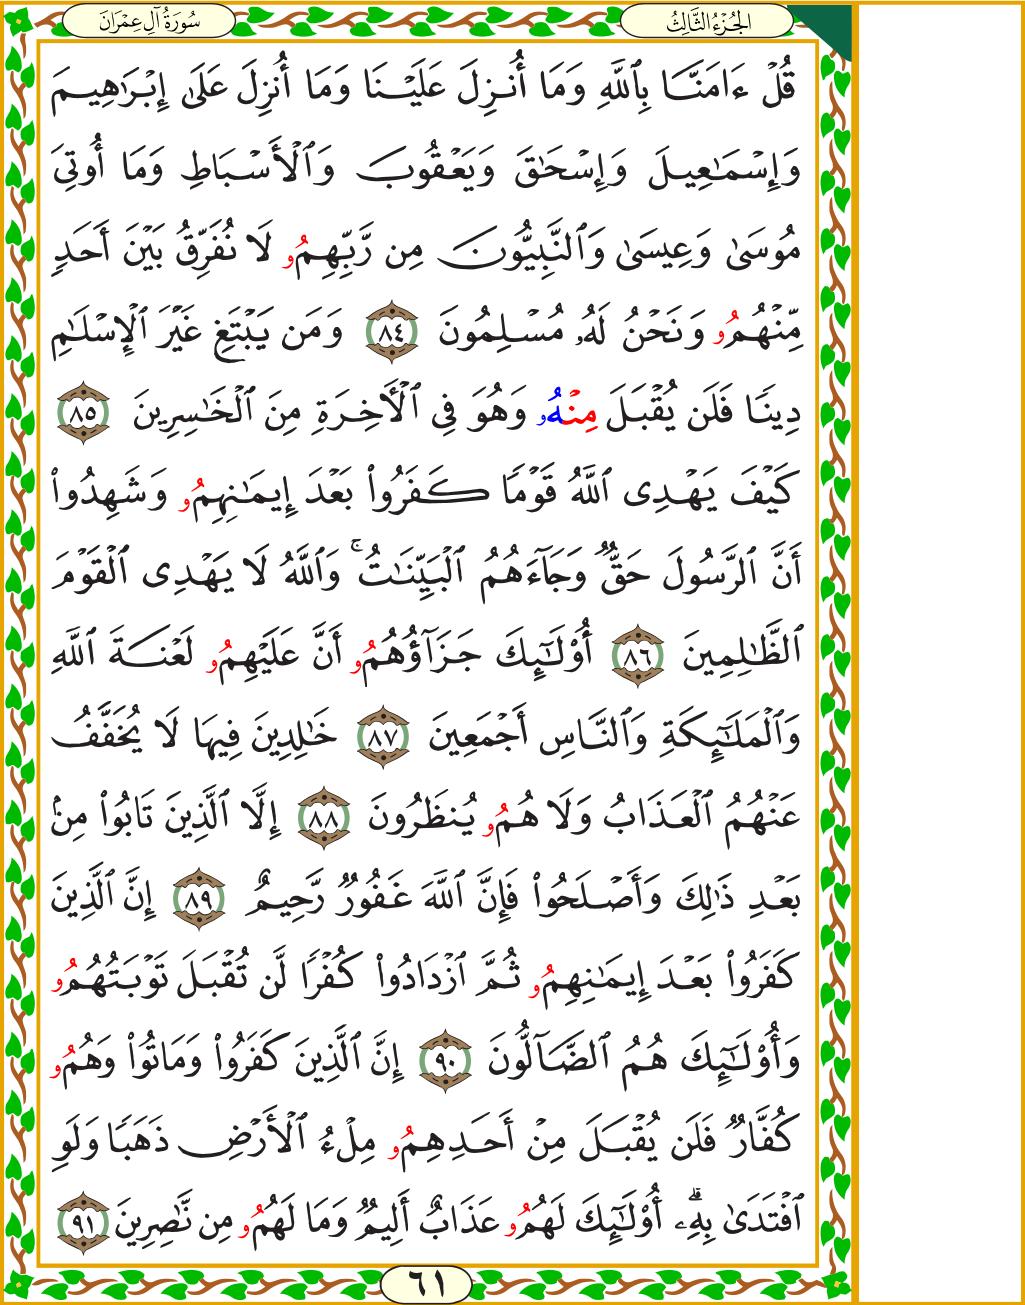 الجُزْءُ الثَّالِثُ
سُورَةُ آلِ عِمْرَانَ
قُلْ ءَامَنَّا بِٱللَّهِ وَمَا أُنزِلَ عَلَيْنَا وَمَا أُنزِلَ عَلَىٰ إِبْرَٰهِيمَ
وَإِسْمَٰعِيلَ وَإِسْحَٰقَ وَيَعْقُوبَ وَٱلْأَسْبَاطِ وَمَا أُوتِيَ
مُوسَىٰ وَعِيسَىٰ وَٱلنَّبِيُّونَ مِن رَّبِّهِمُۥ لَا نُفَرِّقُ بَيْنَ أَحَدٍ
مِّنْهُمُۥ وَنَحْنُ لَهُۥ مُسْلِمُونَ ٨٤ وَمَن يَبْتَغِ غَيْرَ ٱلْإِسْلَٰمِ
دِينًا فَلَن يُقْبَلَ مِنْهُۥ وَهُوَ فِي ٱلْأَخِرَةِ مِنَ ٱلْخَٰسِرِينَ ٨٥
كَيْفَ يَهْدِي ٱللَّهُ قَوْمًا كَفَرُوا۟ بَعْدَ إِيمَٰنِهِمُۥ وَشَهِدُوا۟
أَنَّ ٱلرَّسُولَ حَقٌّ وَجَآءَهُمُ ٱلْبَيِّنَٰتُ ۚ وَٱللَّهُ لَا يَهْدِي ٱلْقَوْمَ
ٱلظَّٰلِمِينَ ٨٦ أُو۟لَٰٓئِكَ جَزَآؤُهُمُۥ أَنَّ عَلَيْهِمُۥ لَعْنَةَ ٱللَّهِ
وَٱلْمَلَٰٓئِكَةِ وَٱلنَّاسِ أَجْمَعِينَ ٨٧ خَٰلِدِينَ فِيهَا لَا يُخَفَّفُ
عَنْهُمُ ٱلْعَذَابُ وَلَا هُمُۥ يُنظَرُونَ ٨٨ إِلَّا ٱلَّذِينَ تَابُوا۟ مِنۢ
بَعْدِ ذَٰلِكَ وَأَصْلَحُوا۟ فَإِنَّ ٱللَّهَ غَفُورٌ رَّحِيمٌ ٨٩ إِنَّ ٱلَّذِينَ
كَفَرُوا۟ بَعْدَ إِيمَٰنِهِمُۥ ثُمَّ ٱزْدَادُوا۟ كُفْرًا لَّن تُقْبَلَ تَوْبَتُهُمُۥ
وَأُو۟لَٰٓئِكَ هُمُ ٱلضَّآلُّونَ ٩٠ إِنَّ ٱلَّذِينَ كَفَرُوا۟ وَمَاتُوا۟ وَهُمُۥ
كُفَّارٌ فَلَن يُقْبَلَ مِنْ أَحَدِهِمُۥ مِلْءُ ٱلْأَرْضِ ذَهَبًا وَلَوِ
ٱفْتَدَىٰ بِهِۦٓ ۗ أُو۟لَٰٓئِكَ لَهُمُۥ عَذَابٌ أَلِيمٌ وَمَا لَهُمُۥ مِن نَّٰصِرِينَ ٩١
٦١